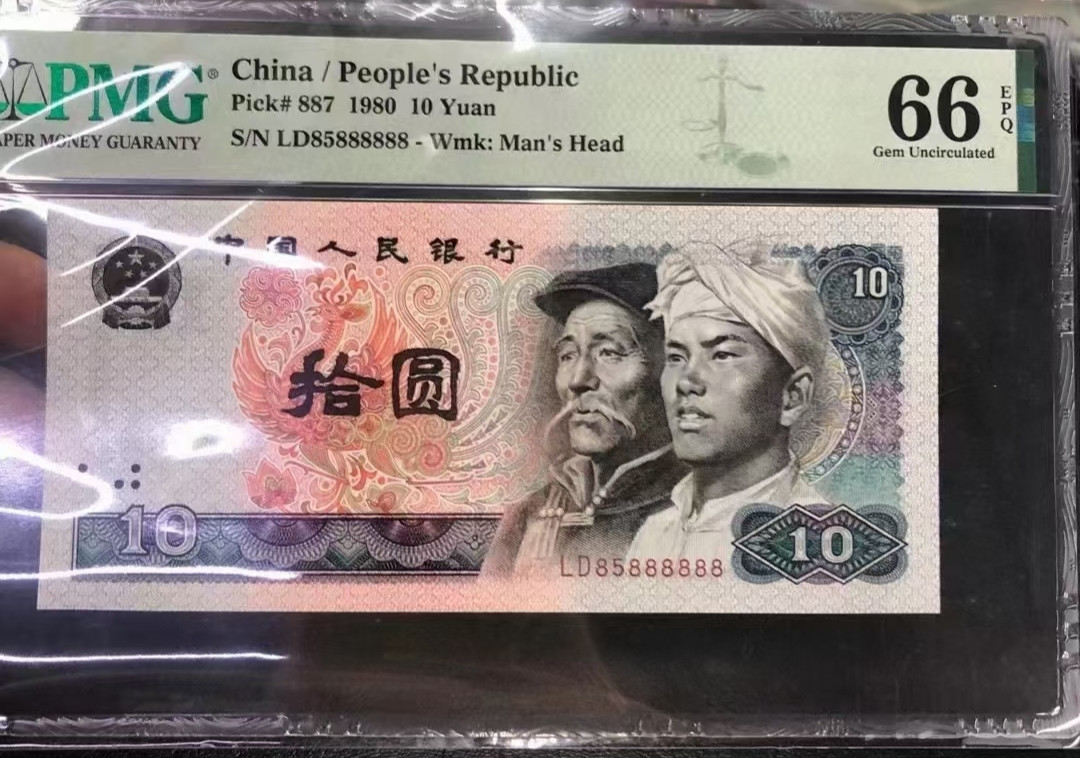 PMG®
PAPER MONEY GUARANTY
China / People's Republic
Pick# 887 1980 10 Yuan
S/N LD85888888 - Wmk: Man's Head
66
EPQ
Gem Uncirculated
中国人民银行
10
拾圆
10
LD85888888
10